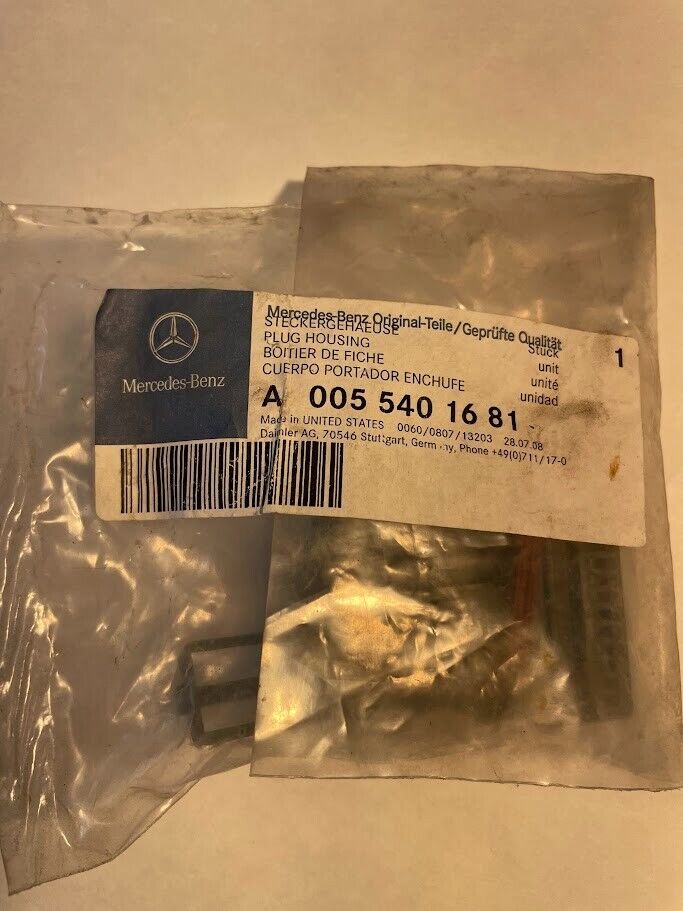 Mercedes-Benz
Mercedes-Benz Original-Teile/Geprüfte Qualität
STECKERGEHAEUSE Stück 1
PLUG HOUSING unit
BOITIER DE FICHE unité
CUERPO PORTADOR ENCHUFE unidad
A 005 540 16 81
Made in UNITED STATES 0060/0807/13203 28.07.08
Daimler AG, 70546 Stuttgart, Germany, Phone +49(0)711/17-0